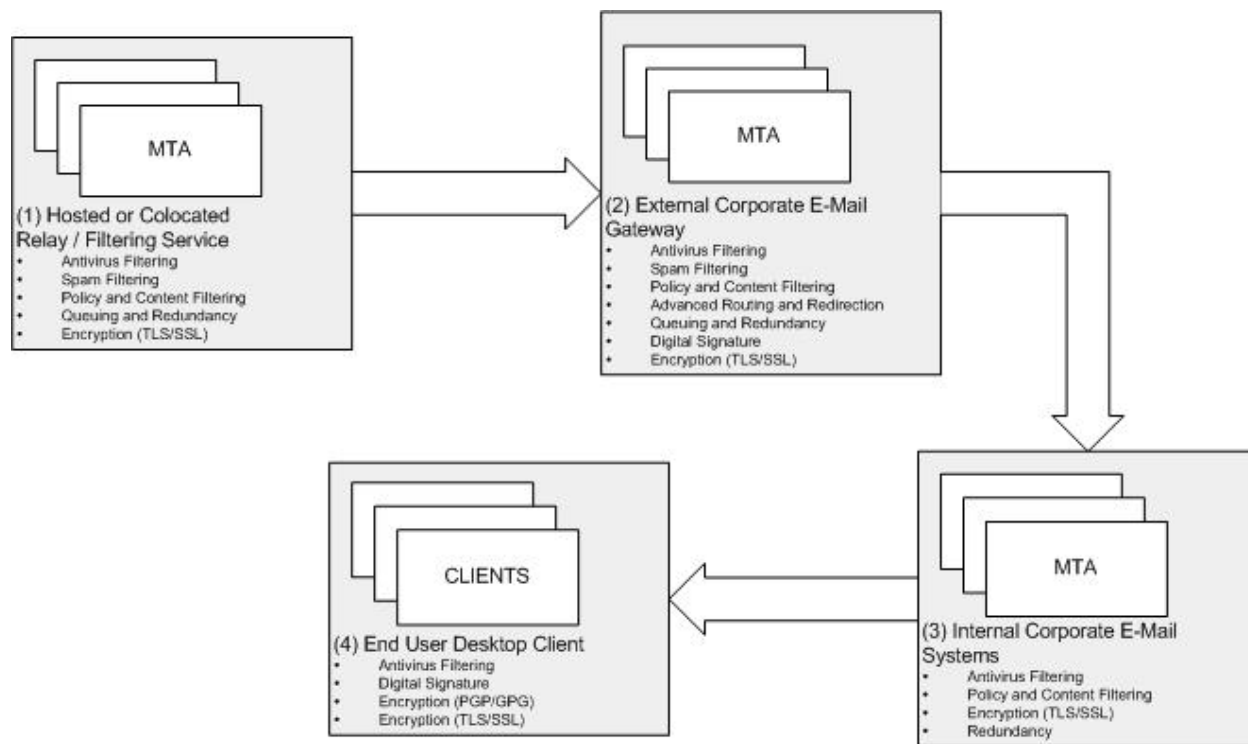 MTA
(1) Hosted or Colocated
Relay / Filtering Service
• Antivirus Filtering
• Spam Filtering
• Policy and Content Filtering
• Queuing and Redundancy
• Encryption (TLS/SSL)
MTA
(2) External Corporate E-Mail
Gateway
• Antivirus Filtering
• Spam Filtering
• Policy and Content Filtering
• Advanced Routing and Redirection
• Queuing and Redundancy
• Digital Signature
• Encryption (TLS/SSL)
MTA
(3) Internal Corporate E-Mail
Systems
• Antivirus Filtering
• Policy and Content Filtering
• Encryption (TLS/SSL)
• Redundancy
CLIENTS
(4) End User Desktop Client
• Antivirus Filtering
• Digital Signature
• Encryption (PGP/GPG)
• Encryption (TLS/SSL)